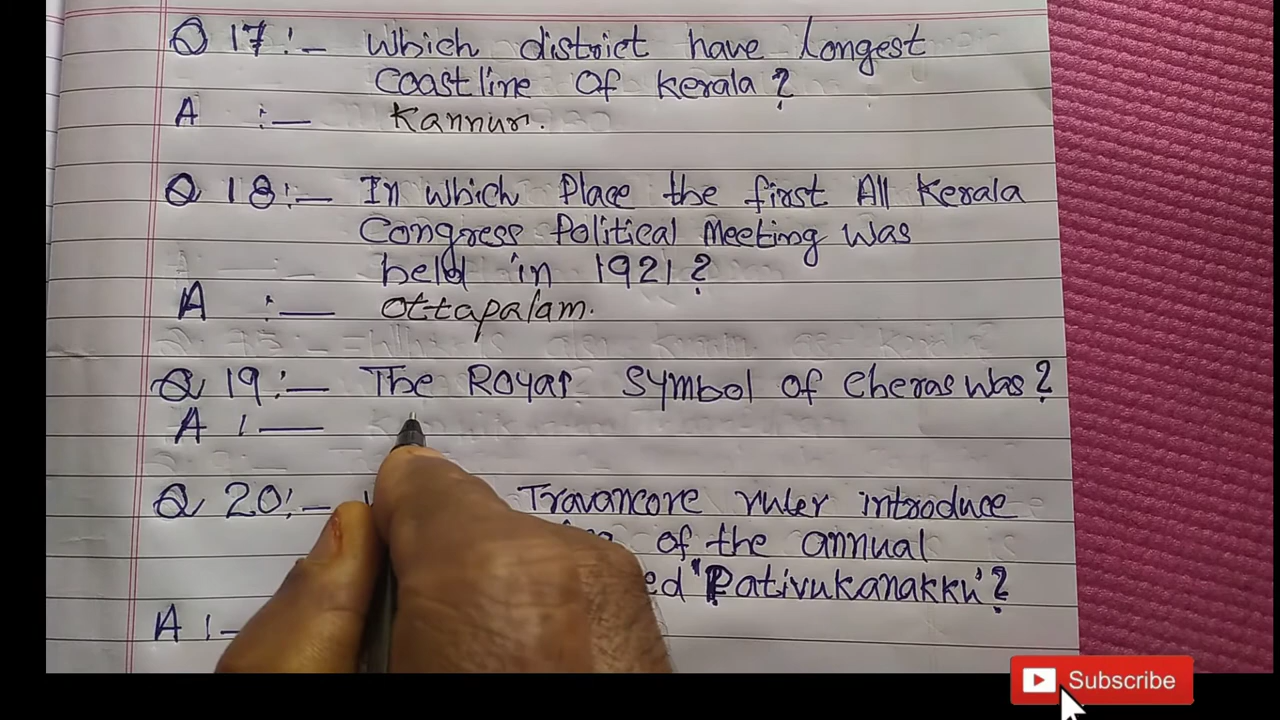 Q 17:- Which district have Longest
Coastline Of Kerala?
A :- Kannur.
Q 18:- In which Place the first All Kerala
Congress Political Meeting Was
held in 1921?
A :- Ottapalam.
Q 19:- The Royal Symbol of Cheras was?
A :-
Q 20:- Travancore ruler introduce
of the annual
ed "Pativukanakku"?
A :-
Subscribe